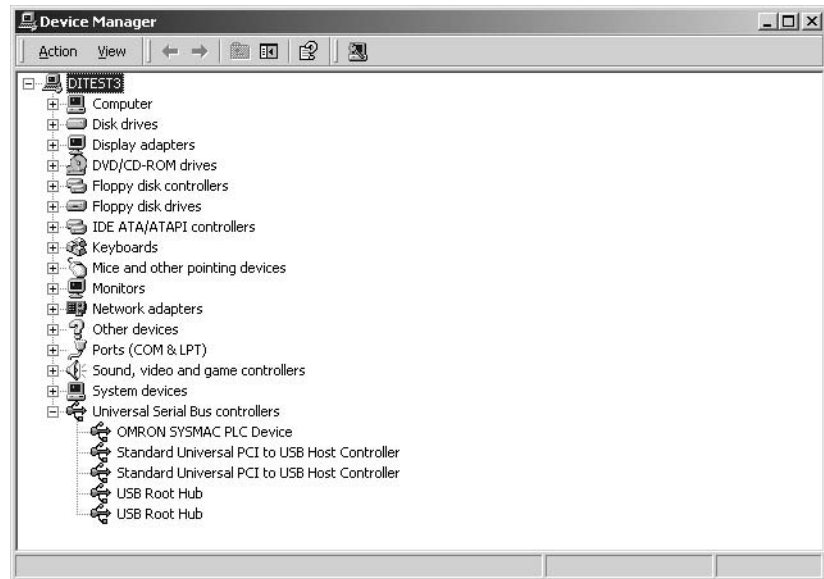 Device Manager
Action View
DITEST3
Computer
Disk drives
Display adapters
DVD/CD-ROM drives
Floppy disk controllers
Floppy disk drives
IDE ATA/ATAPI controllers
Keyboards
Mice and other pointing devices
Monitors
Network adapters
Other devices
Ports (COM & LPT)
Sound, video and game controllers
System devices
Universal Serial Bus controllers
OMRON SYSMAC PLC Device
Standard Universal PCI to USB Host Controller
Standard Universal PCI to USB Host Controller
USB Root Hub
USB Root Hub